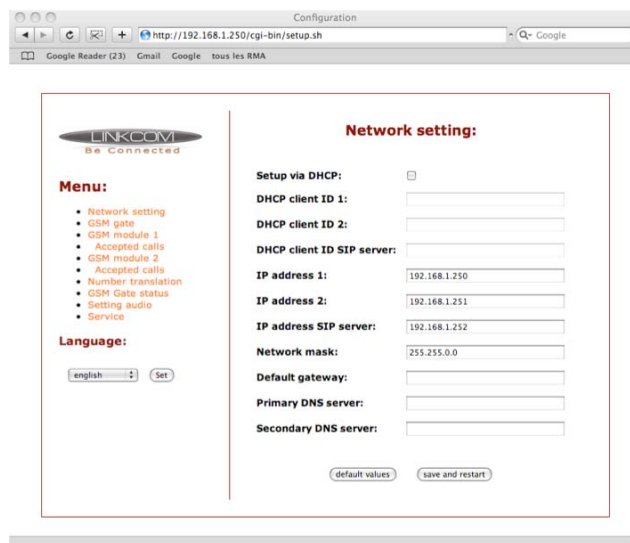 Configuration
http://192.168.1.250/cgi-bin/setup.sh
Google
Google Reader (23) Gmail Google tous les RMA
LINKCOM
Be Connected
Menu:
Network setting
GSM gate
GSM module 1
Accepted calls
GSM module 2
Accepted calls
Number translation
GSM Gate status
Setting audio
Service
Language:
english Set
Network setting:
Setup via DHCP:
DHCP client ID 1:
DHCP client ID 2:
DHCP client ID SIP server:
IP address 1: 192.168.1.250
IP address 2: 192.168.1.251
IP address SIP server: 192.168.1.252
Network mask: 255.255.0.0
Default gateway:
Primary DNS server:
Secondary DNS server:
default values save and restart